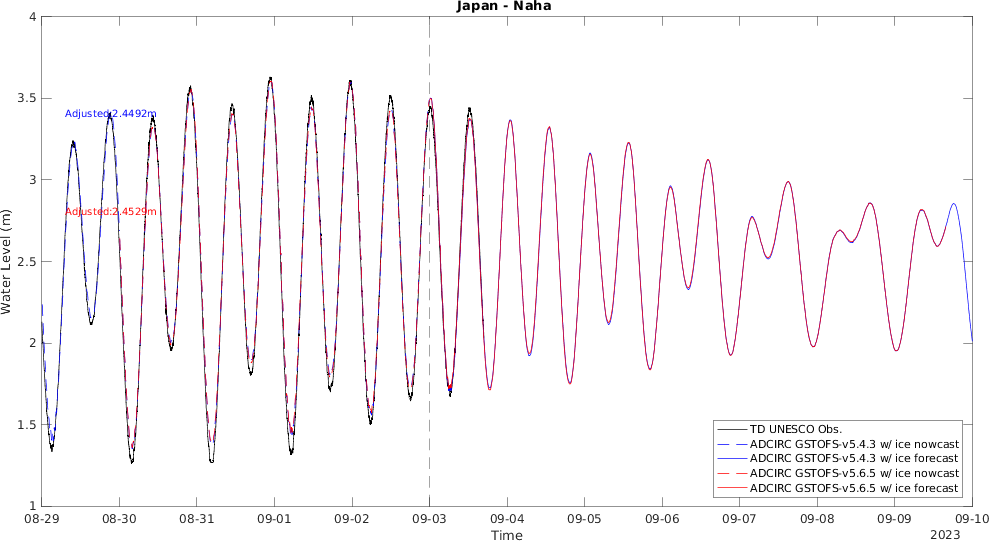 Japan - Naha
4
3.5
3
2.5
2
1.5
1
Water Level (m)
Adjusted:2.4492m
Adjusted:2.4529m
TD UNESCO Obs.
ADCIRC GSTOFS-v5.4.3 w/ ice nowcast
ADCIRC GSTOFS-v5.4.3 w/ ice forecast
ADCIRC GSTOFS-v5.6.5 w/ ice nowcast
ADCIRC GSTOFS-v5.6.5 w/ ice forecast
08-29 08-30 08-31 09-01 09-02 09-03 09-04 09-05 09-06 09-07 09-08 09-09 09-10
Time
2023